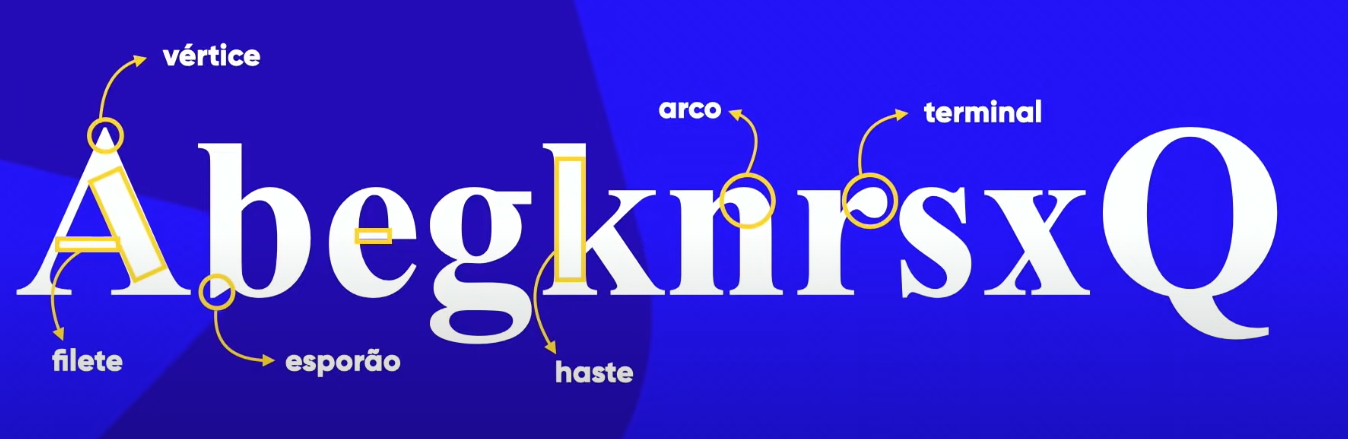 vértice
arco
terminal
AbegknrsxQ
filete
esporão
haste